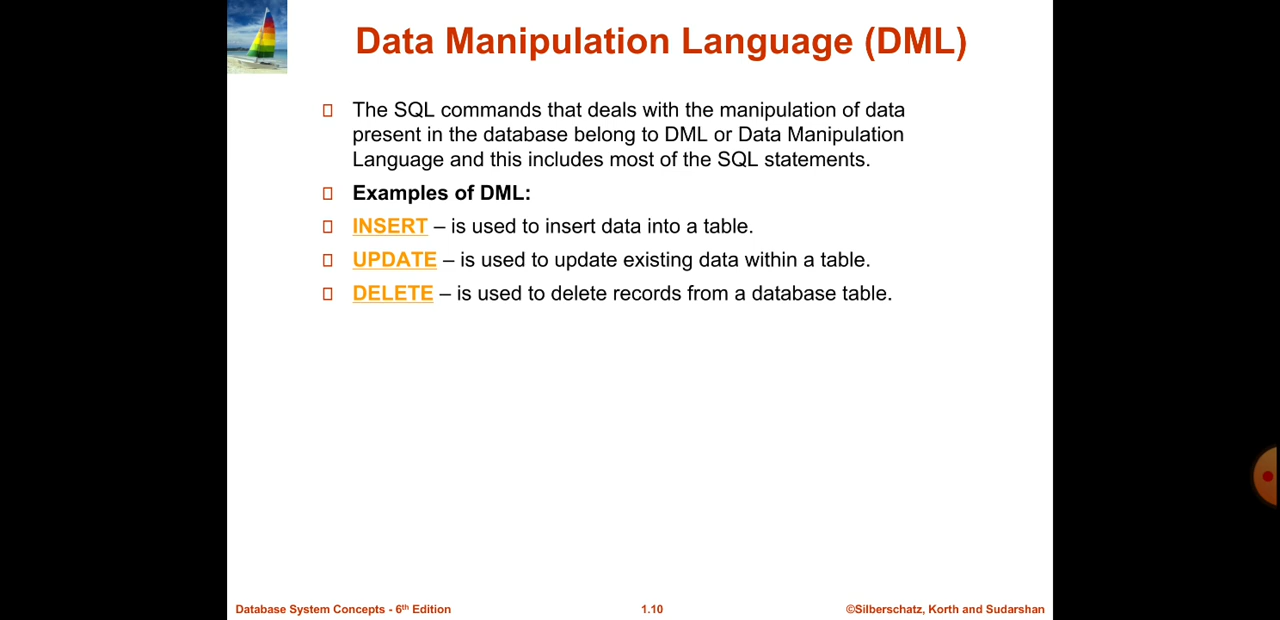 Data Manipulation Language (DML)
The SQL commands that deals with the manipulation of data
present in the database belong to DML or Data Manipulation
Language and this includes most of the SQL statements.
Examples of DML:
INSERT – is used to insert data into a table.
UPDATE – is used to update existing data within a table.
DELETE – is used to delete records from a database table.
Database System Concepts - 6th Edition
1.10
©Silberschatz, Korth and Sudarshan